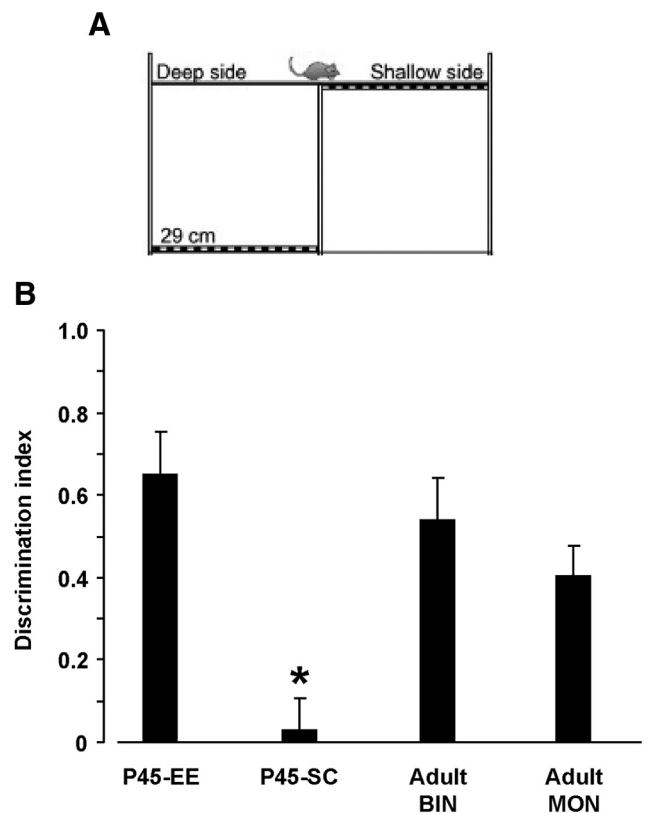 A
Deep side Shallow side
29 cm
B
Discrimination index
1.0
0.8
0.6
0.4
0.2
0
*
P45-EE P45-SC Adult BIN Adult MON